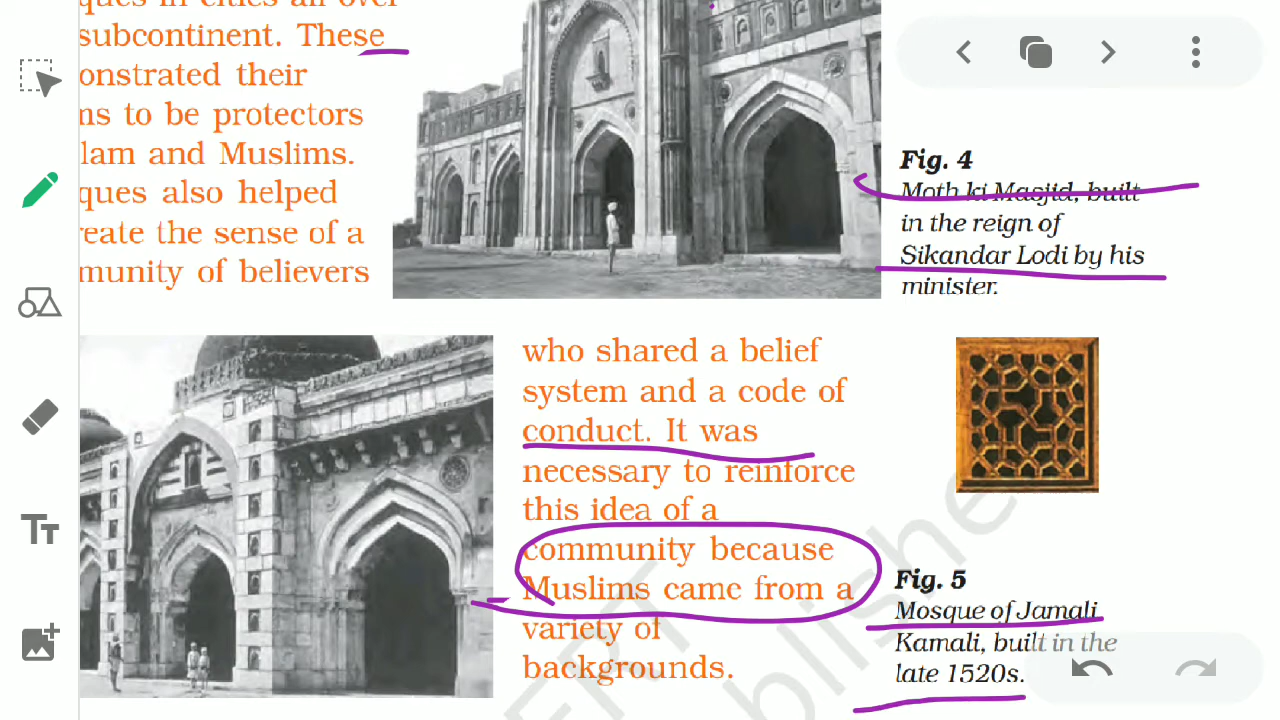 subcontinent. These
onstrated their
ms to be protectors
lam and Muslims.
ques also helped
reate the sense of a
munity of believers
Fig. 4
Moth ki Masjid, built
in the reign of
Sikandar Lodi by his
minister.
who shared a belief
system and a code of
conduct. It was
necessary to reinforce
this idea of a
community because
Muslims came from a
variety of
backgrounds.
Fig. 5
Mosque of Jamali
Kamali, built in the
late 1520s.
TT